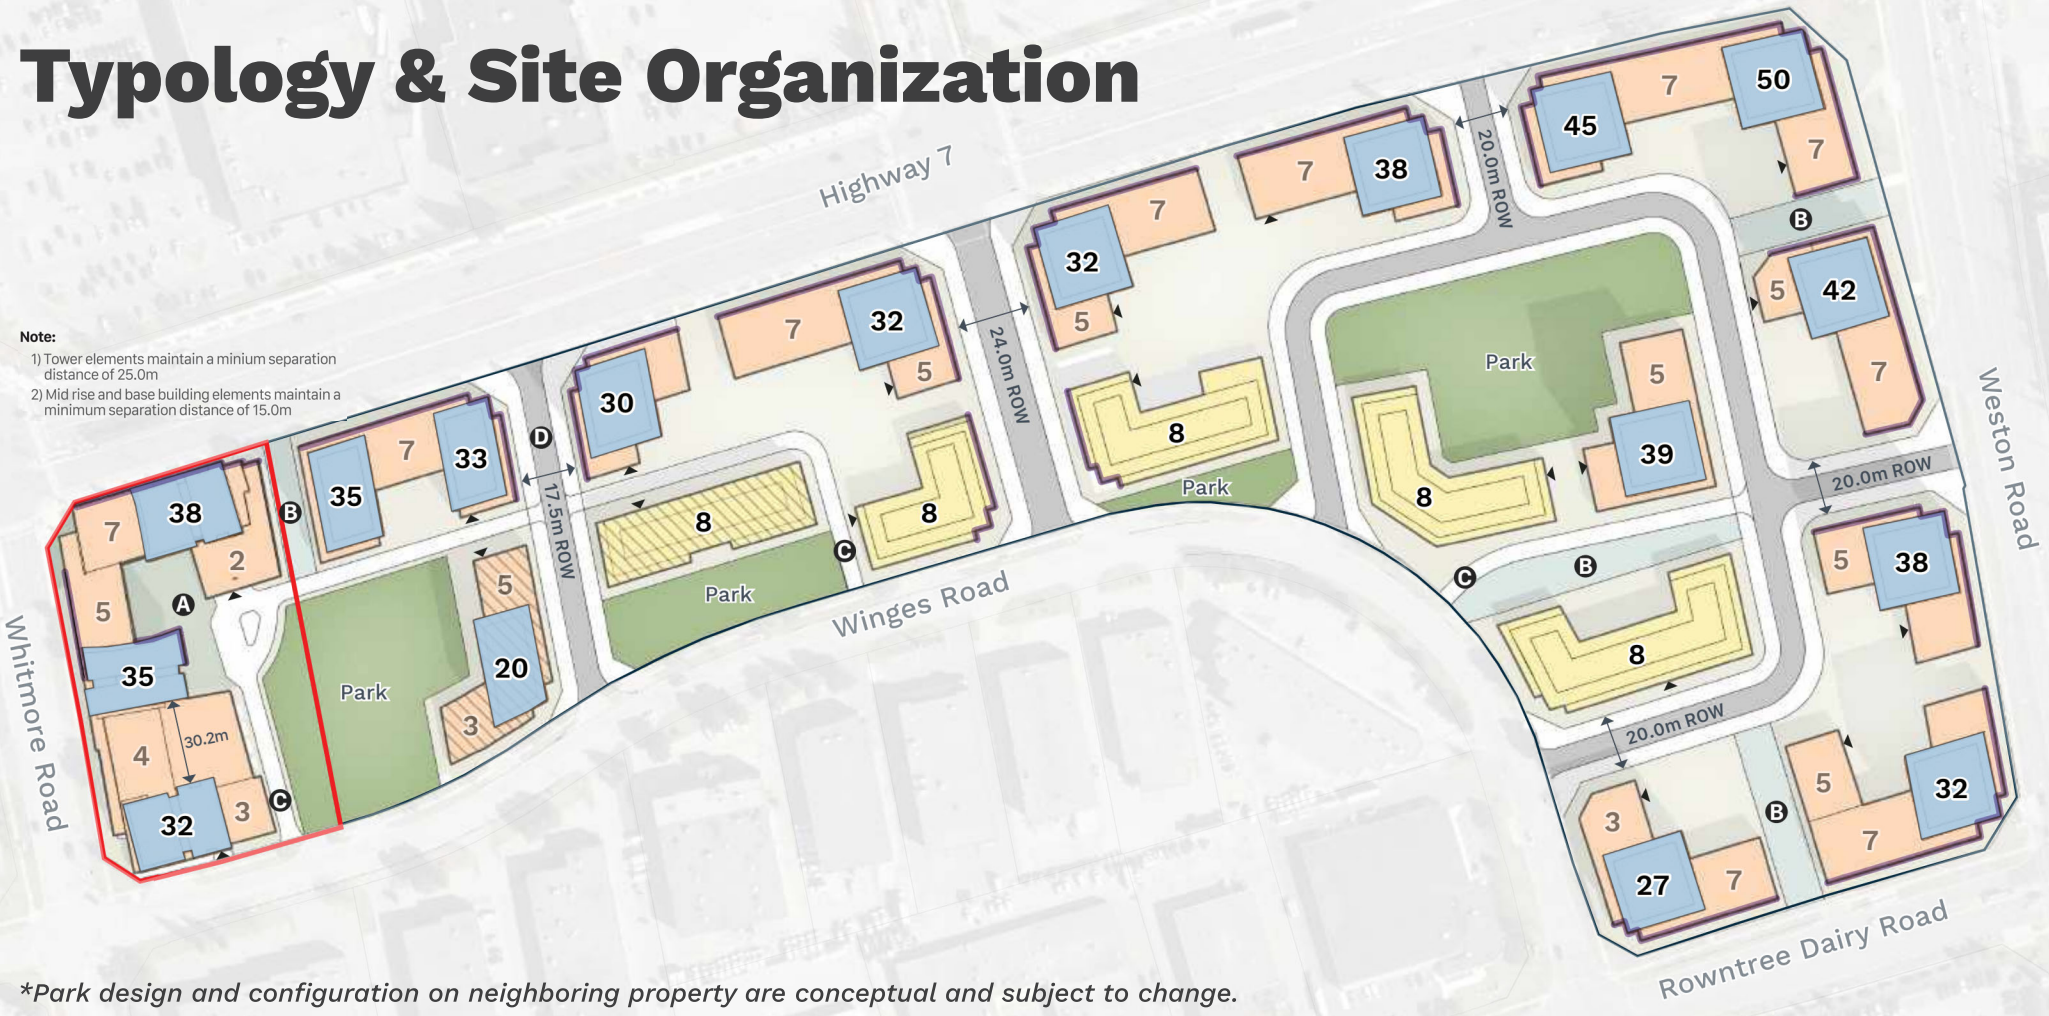 Typology & Site Organization
Highway 7
Note:
1) Tower elements maintain a minium separation
distance of 25.0m
2) Mid rise and base building elements maintain a
minimum separation distance of 15.0m
Whitmore Road
7
38
2
5
A
35
4
30.2m
32
3
C
B
35
7
33
Park
5
20
3
D
17.5m ROW
30
7
32
5
8
Park
C
8
24.0m ROW
Winges Road
32
7
5
7
38
8
Park
20.0m ROW
45
7
50
7
B
5
42
7
Park
5
39
8
20.0m ROW
Weston Road
C
B
8
5
38
20.0m ROW
3
27
7
B
5
7
32
Rowntree Dairy Road
*Park design and configuration on neighboring property are conceptual and subject to change.